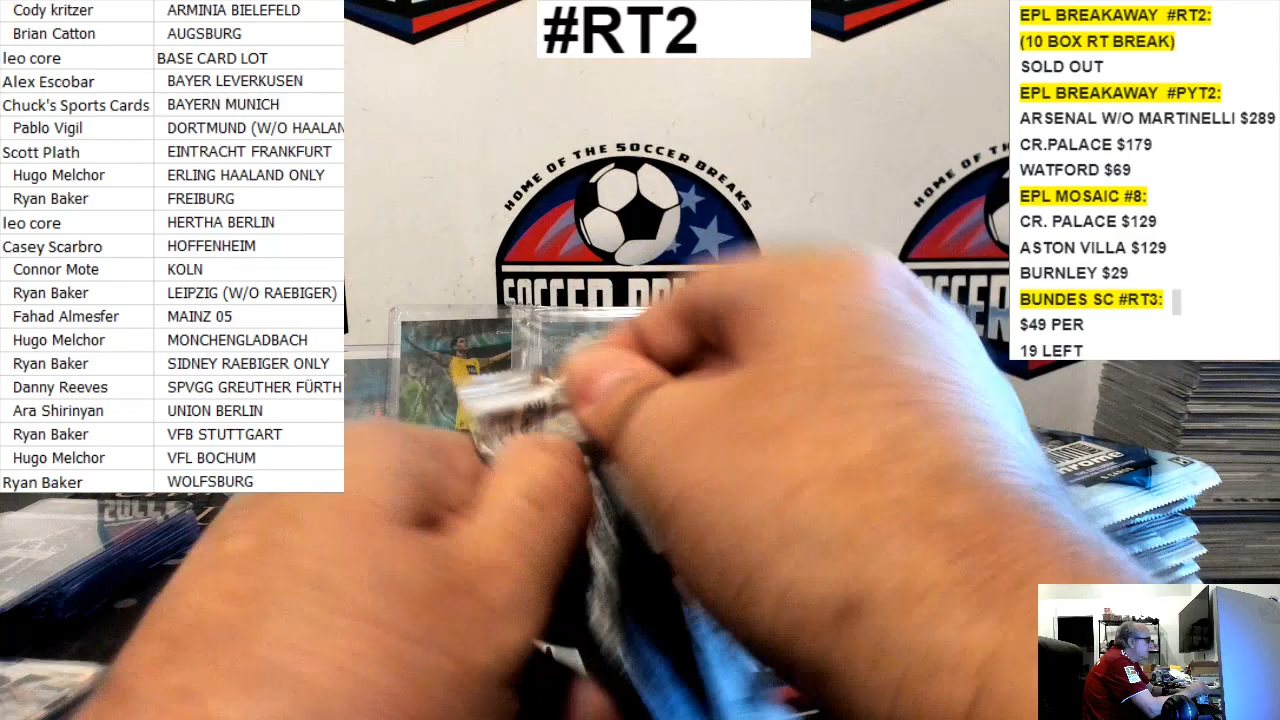 Cody kritzer ARMINIA BIELEFELD
Brian Catton AUGSBURG
leo core BASE CARD LOT
Alex Escobar BAYER LEVERKUSEN
Chuck's Sports Cards BAYERN MUNICH
Pablo Vigil DORTMUND (W/O HAALAN
Scott Plath EINTRACHT FRANKFURT
Hugo Melchor ERLING HAALAND ONLY
Ryan Baker FREIBURG
leo core HERTHA BERLIN
Casey Scarbro HOFFENHEIM
Connor Mote KOLN
Ryan Baker LEIPZIG (W/O RAEBIGER)
Fahad Almesfer MAINZ 05
Hugo Melchor MONCHENGLADBACH
Ryan Baker SIDNEY RAEBIGER ONLY
Danny Reeves SPVGG GREUTHER FÜRTH
Ara Shirinyan UNION BERLIN
Ryan Baker VFB STUTTGART
Hugo Melchor VFL BOCHUM
Ryan Baker WOLFSBURG
#RT2
HOME OF THE SOCCER BREAKS
SOCCER
HOME OF TH
EPL BREAKAWAY #RT2:
(10 BOX RT BREAK)
SOLD OUT
EPL BREAKAWAY #PYT2:
ARSENAL W/O MARTINELLI $289
CR.PALACE $179
WATFORD $69
EPL MOSAIC #8:
CR. PALACE $129
ASTON VILLA $129
BURNLEY $29
BUNDES SC #RT3:
$49 PER
19 LEFT
chrome